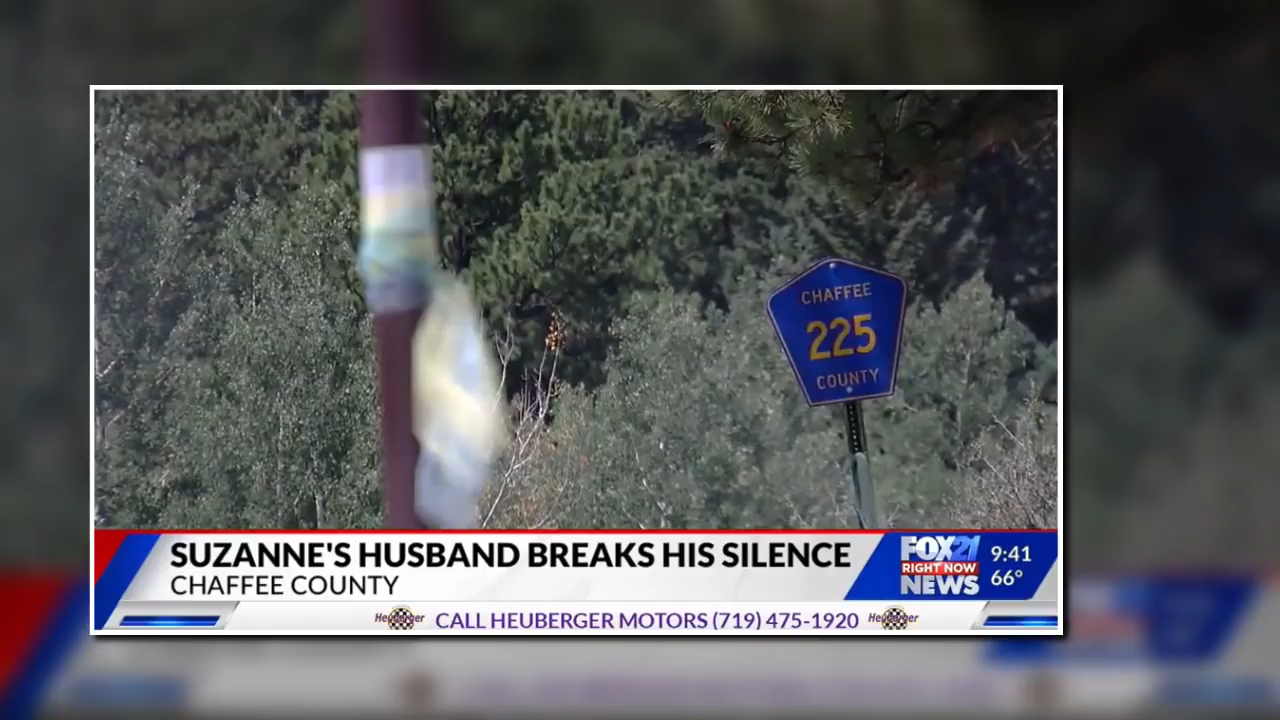 CHAFFEE
225
COUNTY
SUZANNE'S HUSBAND BREAKS HIS SILENCE
CHAFFEE COUNTY
FOX21
RIGHT NOW
NEWS
9:41
66°
Heuberger
CALL HEUBERGER MOTORS (719) 475-1920
Heuberger